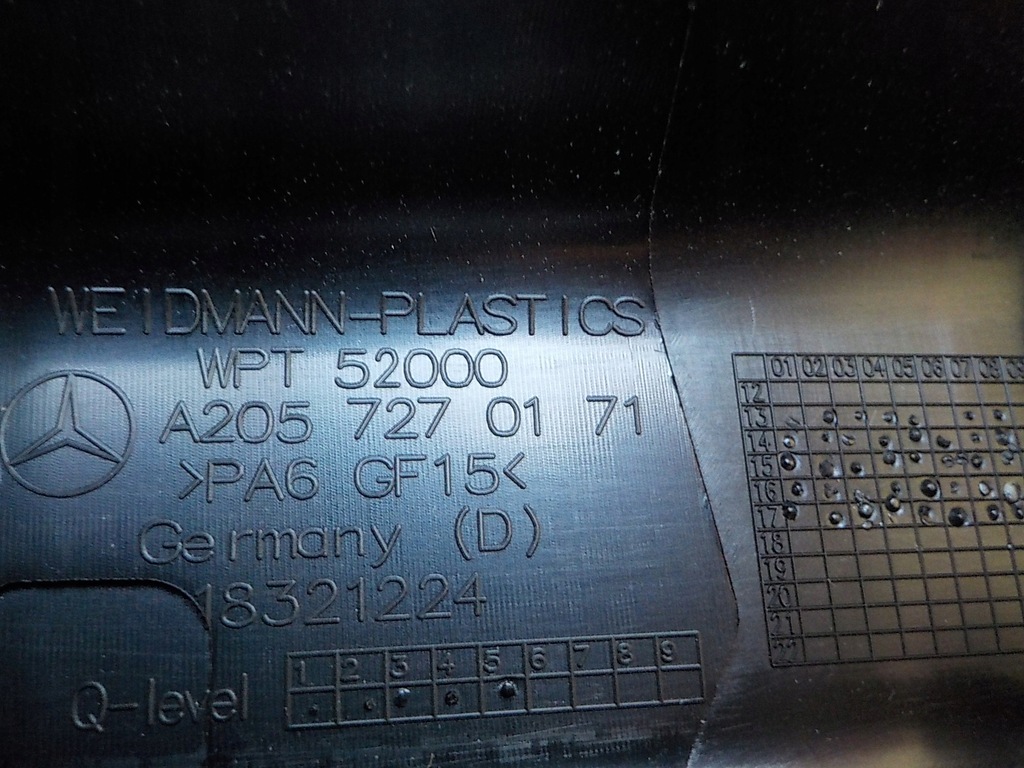 WEIDMANN-PLASTICS
WPT 52000
A205 727 01 71
>PA6 GF15<
Germany (D)
18321224
Q-level
1 2 3 4 5 6 7 8 9
01 02 03 04 05 06 07 08 09
12
13
14
15
16
17
18
19
20
21
22